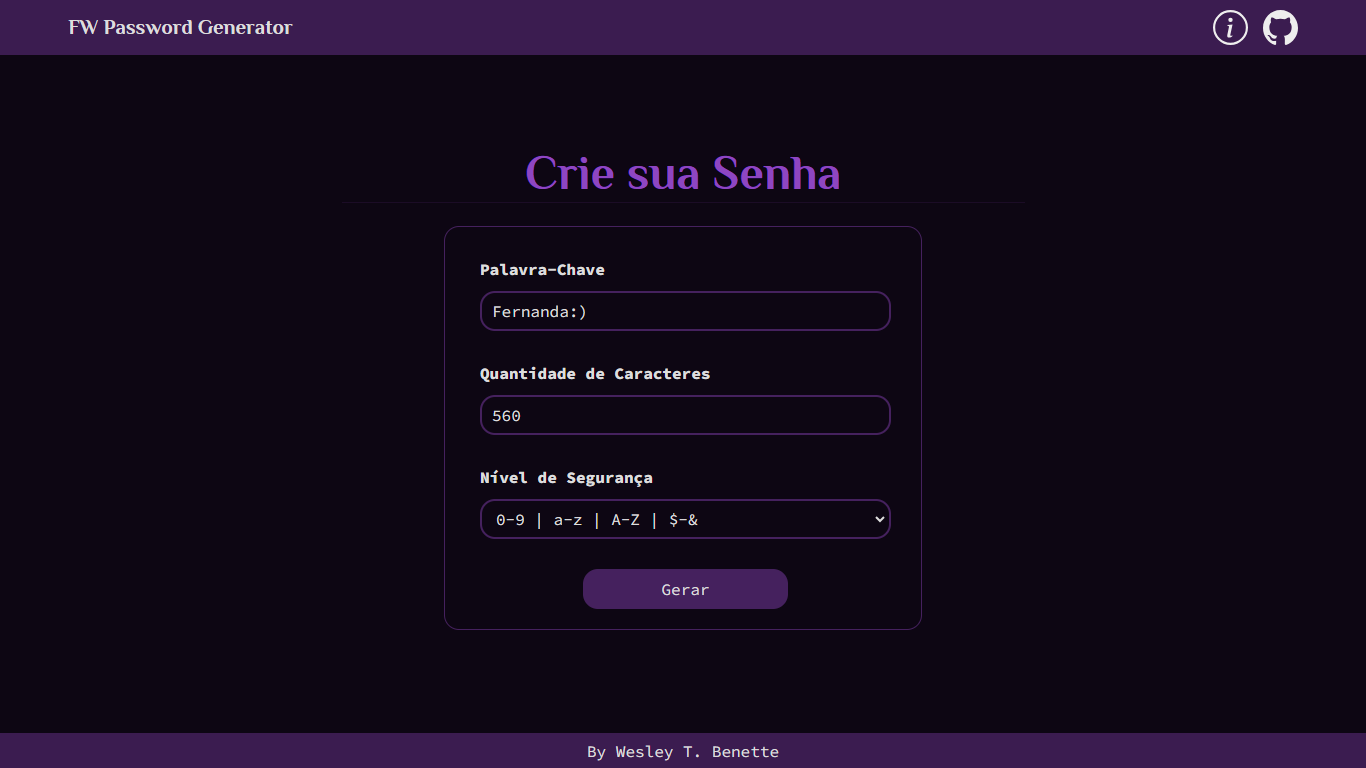 FW Password Generator
Crie sua Senha
Palavra-Chave
Fernanda:)
Quantidade de Caracteres
560
Nível de Segurança
0-9 | a-z | A-Z | $-&
Gerar
By Wesley T. Benette